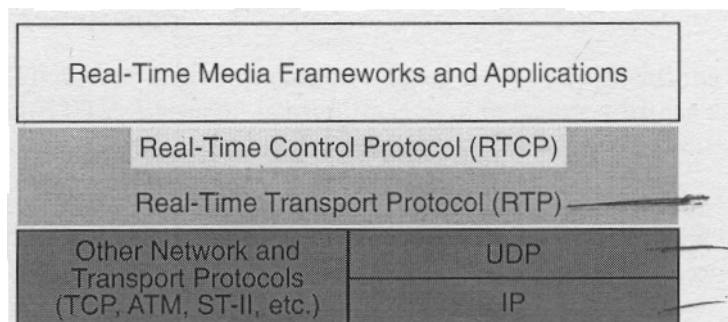 Real-Time Media Frameworks and Applications
Real-Time Control Protocol (RTCP)
Real-Time Transport Protocol (RTP)
Other Network and
Transport Protocols
(TCP, ATM, ST-II, etc.)
UDP
IP